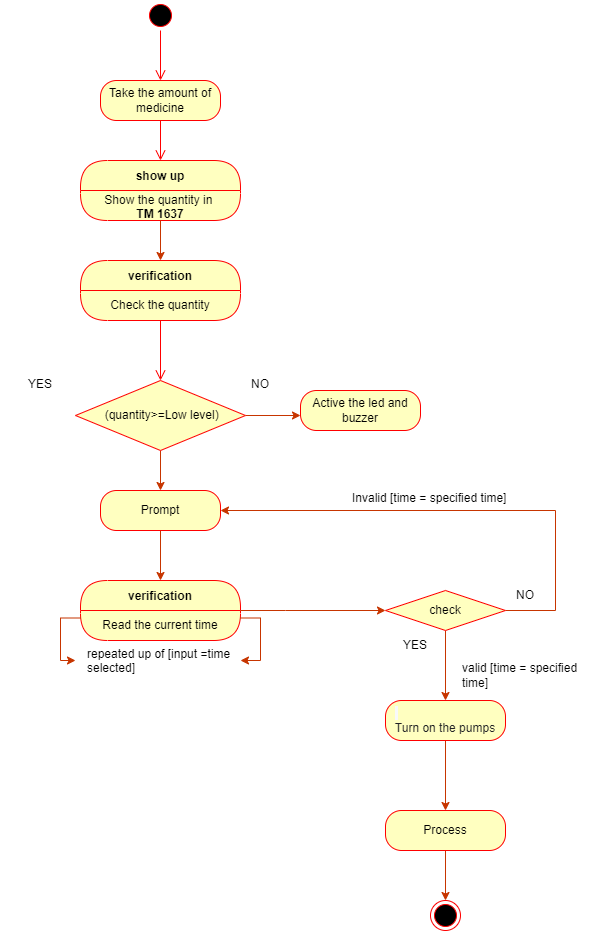 Take the amount of
medicine
show up
Show the quantity in
TM 1637
verification
Check the quantity
YES
NO
(quantity>=Low level)
Active the led and
buzzer
Invalid [time = specified time]
Prompt
verification
Read the current time
repeated up of [input =time
selected]
check
NO
YES
valid [time = specified
time]
Turn on the pumps
Process